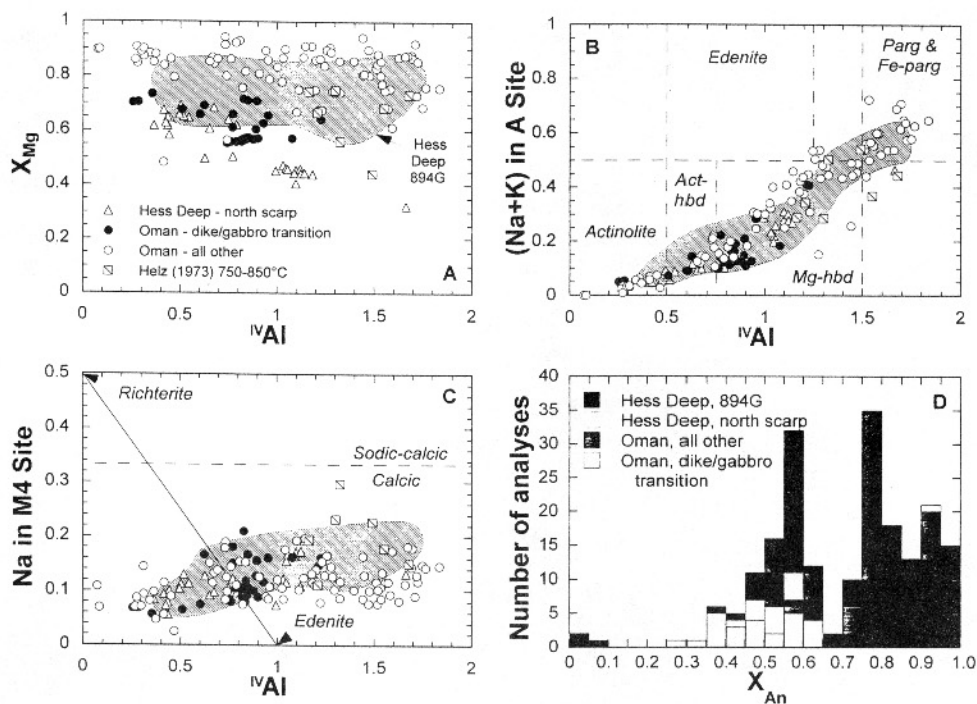 1
0.8
0.6
0.4
0.2
0
X_Mg
Hess
Deep
894G
Hess Deep - north scarp
Oman - dike/gabbro transition
Oman - all other
Helz (1973) 750-850°C
A
0 0.5 1 1.5 2
ᴵⱽAl
1
0.8
0.6
0.4
0.2
0
(Na+K) in A Site
B
Edenite
Parg &
Fe-parg
Act-
hbd
Actinolite
Mg-hbd
0 0.5 1 1.5 2
ᴵⱽAl
0.5
0.4
0.3
0.2
0.1
0
Na in M4 Site
C
Richterite
Sodic-calcic
Calcic
Edenite
0 0.5 1 1.5 2
ᴵⱽAl
40
35
30
25
20
15
10
5
0
Number of analyses
D
Hess Deep, 894G
Hess Deep, north scarp
Oman, all other
Oman, dike/gabbro
transition
0 0.1 0.2 0.3 0.4 0.5 0.6 0.7 0.8 0.9 1.0
X_An